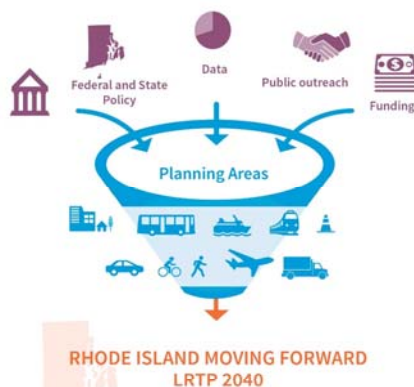 Federal and State
Policy
Data
Public outreach
Funding
Planning Areas
RHODE ISLAND MOVING FORWARD
LRTP 2040